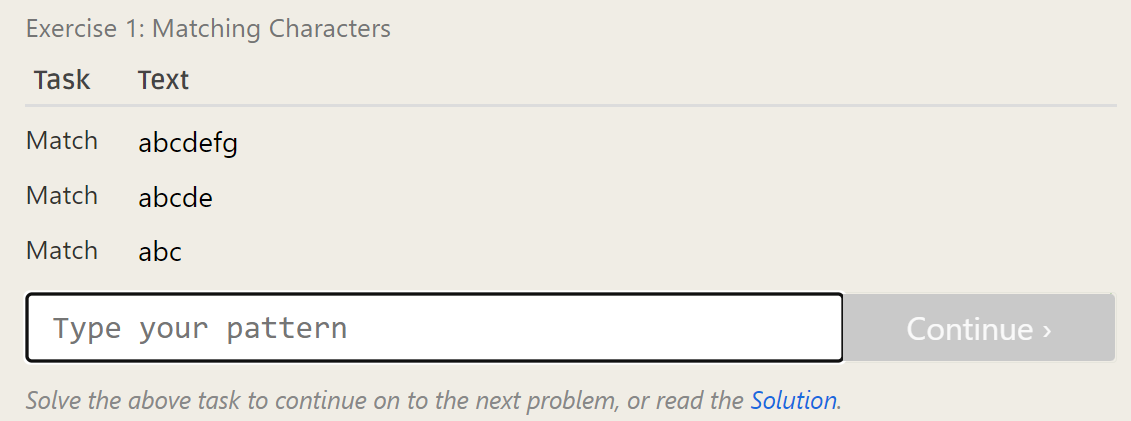 Exercise 1: Matching Characters
Task Text
Match abcdefg
Match abcde
Match abc
Type your pattern Continue ›
Solve the above task to continue on to the next problem, or read the Solution.